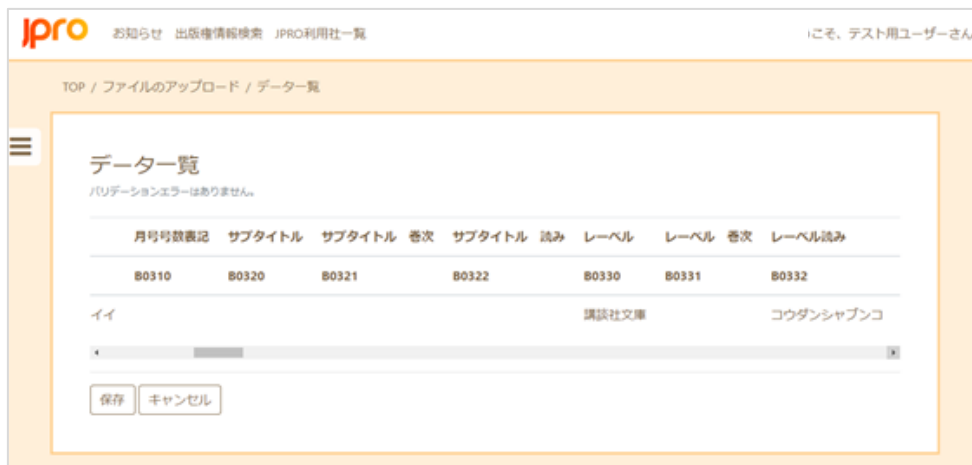 jpro お知らせ 出版権情報検索 JPRO利用社一覧 こそ、テスト用ユーザーさん
TOP / ファイルのアップロード / データ一覧
データ一覧
バリデーションエラーはありません。
月号号数表記 サブタイトル サブタイトル 巻次 サブタイトル 読み レーベル レーベル 巻次 レーベル読み
B0310 B0320 B0321 B0322 B0330 B0331 B0332
イイ 講談社文庫 コウダンシャブンコ
保存 キャンセル